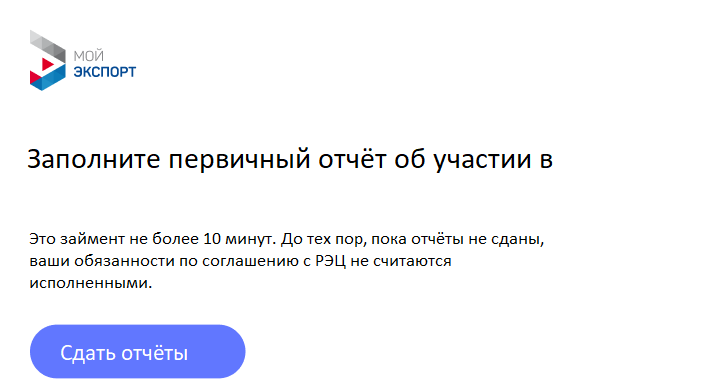 МОЙ
ЭКСПОРТ
Заполните первичный отчёт об участии в
Это займент не более 10 минут. До тех пор, пока отчёты не сданы,
ваши обязанности по соглашению с РЭЦ не считаются
исполненными.
Сдать отчёты